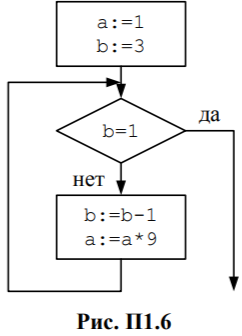 a:=1
b:=3
b=1
да
нет
b:=b-1
a:=a*9
Рис. П1.6